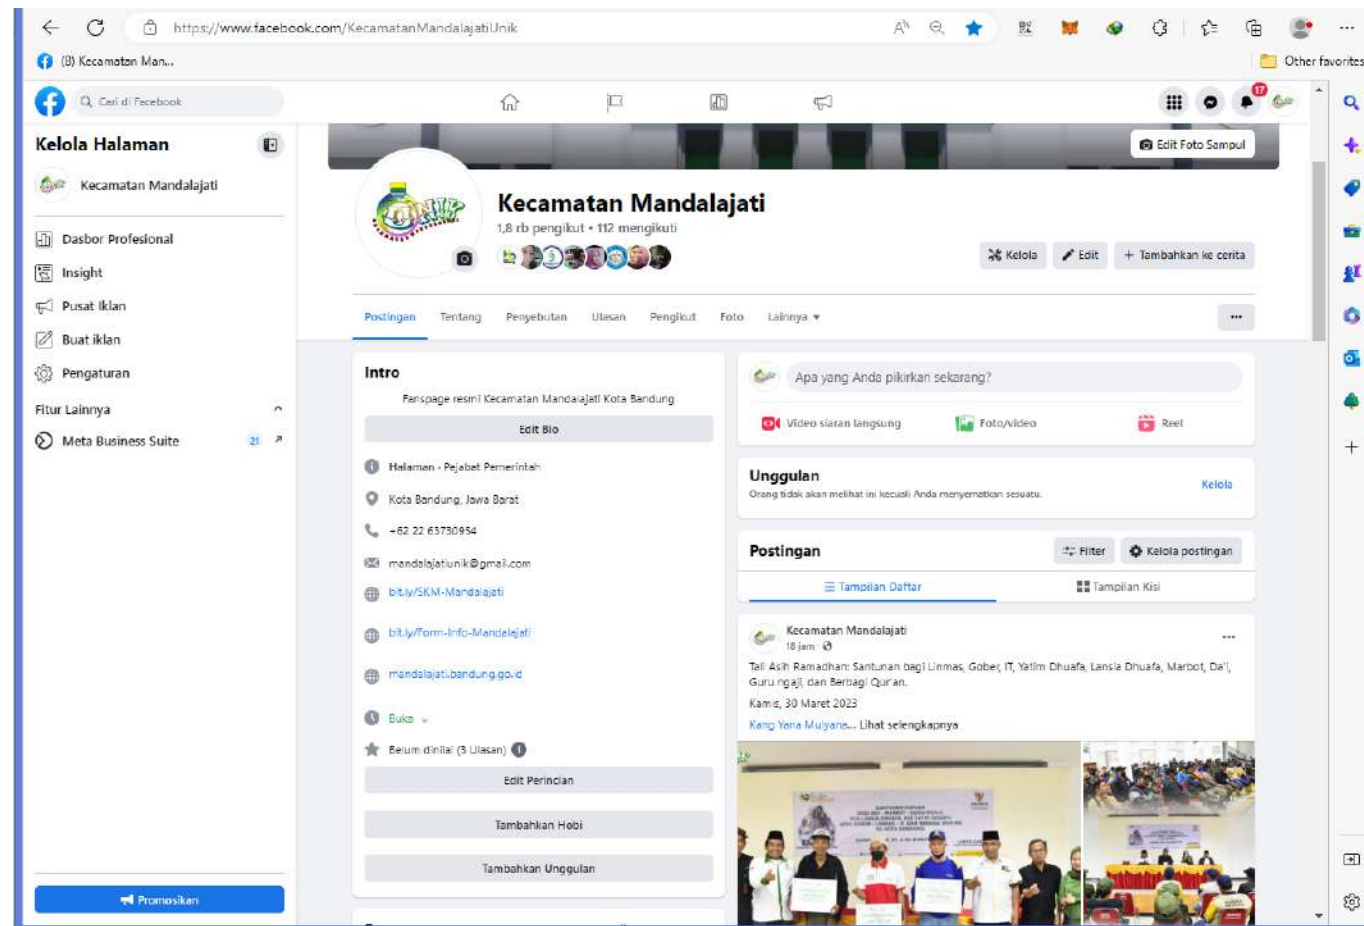 https://www.facebook.com/KecamatanMandalajatiUnik
(8) Kecamatan Man...
Other favorites
Cari di Facebook
17
Kelola Halaman
Kecamatan Mandalajati
Dasbor Profesional
Insight
Pusat Iklan
Buat iklan
Pengaturan
Fitur Lainnya
Meta Business Suite
21
Promosikan
Edit Foto Sampul
UNIK
Kecamatan Mandalajati
1,8 rb pengikut • 112 mengikuti
Kelola
Edit
+ Tambahkan ke cerita
Postingan
Tentang
Penyebutan
Ulasan
Pengikut
Foto
Lainnya
Intro
Fanspage resmi Kecamatan Mandalajati Kota Bandung
Edit Bio
Halaman · Pejabat Pemerintah
Kota Bandung, Jawa Barat
+62 22 63730954
mandalajatiunik@gmail.com
bit.ly/SKM-Mandalajati
bit.ly/Form-Info-Mandalajati
mandalajati.bandung.go.id
Buka
Belum dinilai (3 Ulasan)
Edit Perincian
Tambahkan Hobi
Tambahkan Unggulan
Apa yang Anda pikirkan sekarang?
Video siaran langsung
Foto/video
Reel
Unggulan
Orang tidak akan melihat ini kecuali Anda menyematkan sesuatu.
Kelola
Postingan
Filter
Kelola postingan
Tampilan Daftar
Tampilan Kisi
Kecamatan Mandalajati
18 jam
Tali Asih Ramadhan: Santunan bagi Linmas, Gober, IT, Yatim Dhuafa, Lansia Dhuafa, Marbot, Da'i,
Guru ngaji, dan Berbagi Qur'an.
Kamis, 30 Maret 2023
Kang Yana Mulyana... Lihat selengkapnya